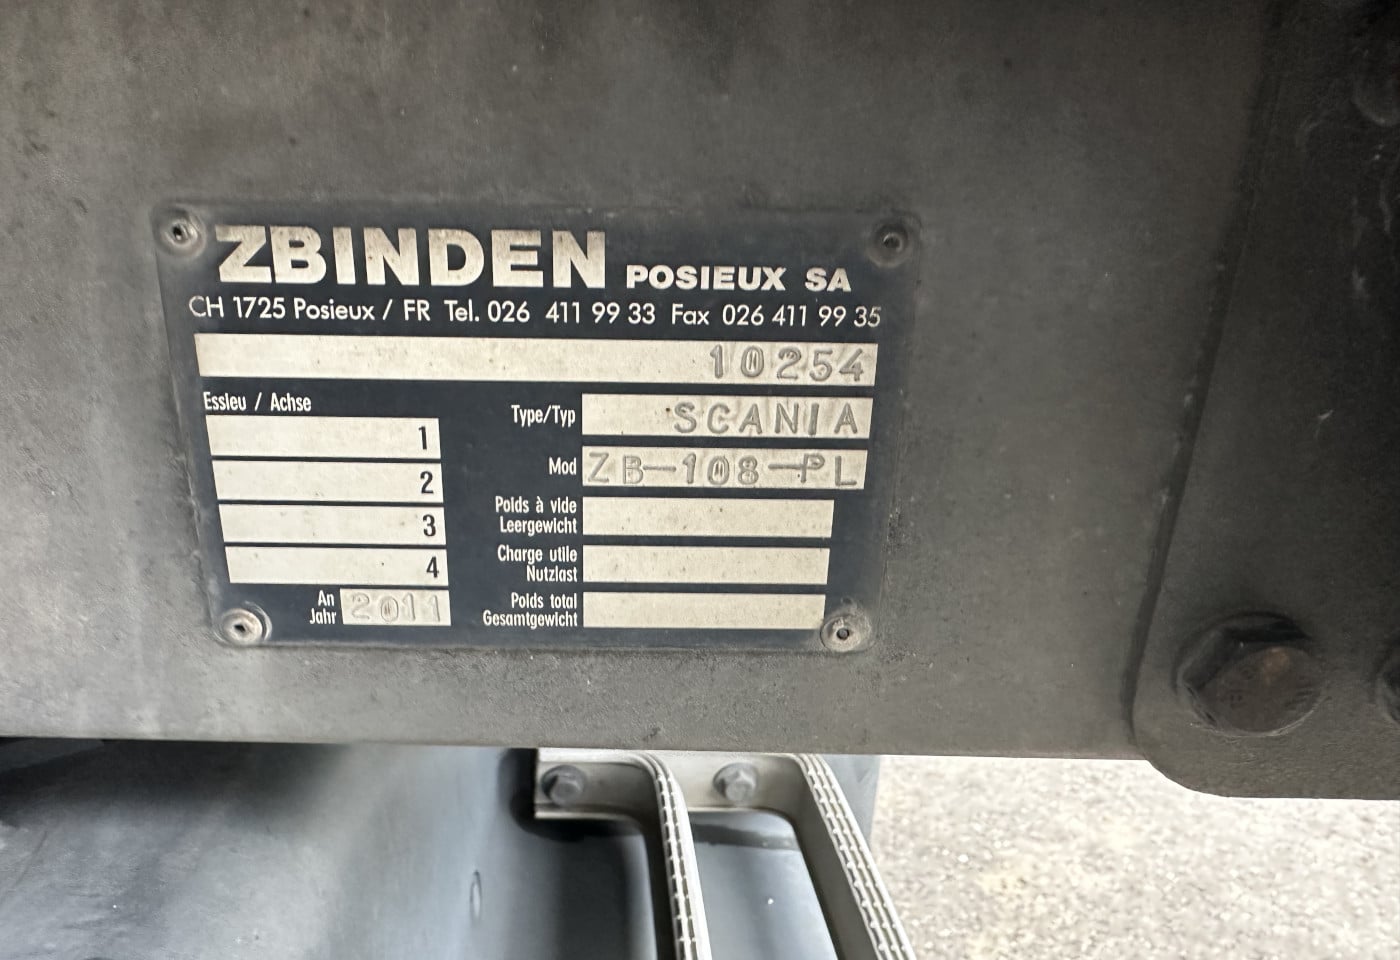 ZBINDEN POSIEUX SA
CH 1725 Posieux / FR Tel. 026 411 99 33 Fax 026 411 99 35
10254
Essieu / Achse
1
2
3
4
An
Jahr
2011
Type/Typ SCANIA
Mod ZB-108-PL
Poids à vide
Leergewicht
Charge utile
Nutzlast
Poids total
Gesamtgewicht